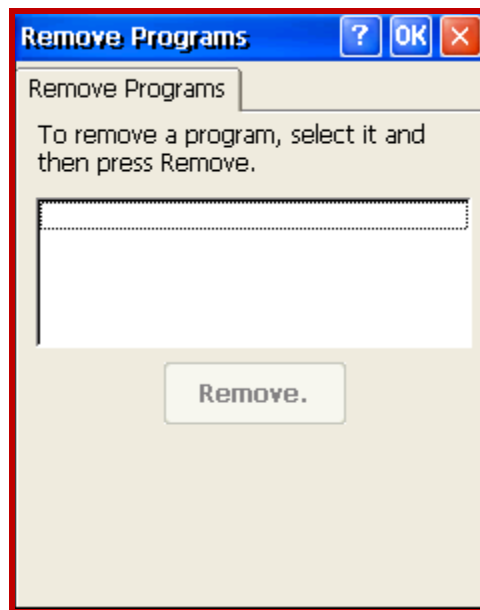 Remove Programs ? OK ×
Remove Programs
To remove a program, select it and
then press Remove.
Remove.